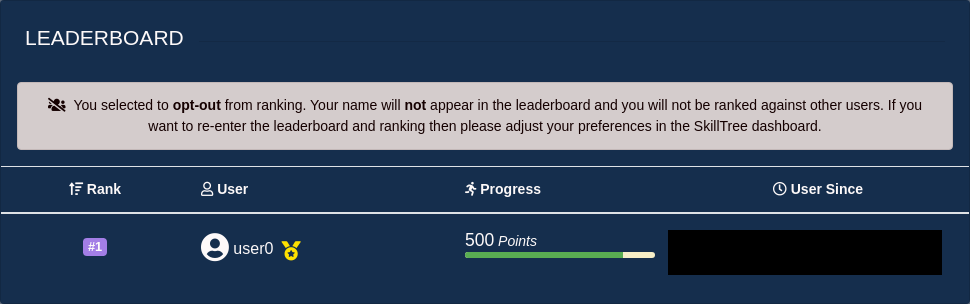 LEADERBOARD
You selected to opt-out from ranking. Your name will not appear in the leaderboard and you will not be ranked against other users. If you
want to re-enter the leaderboard and ranking then please adjust your preferences in the SkillTree dashboard.
Rank User Progress User Since
#1 user0 500 Points